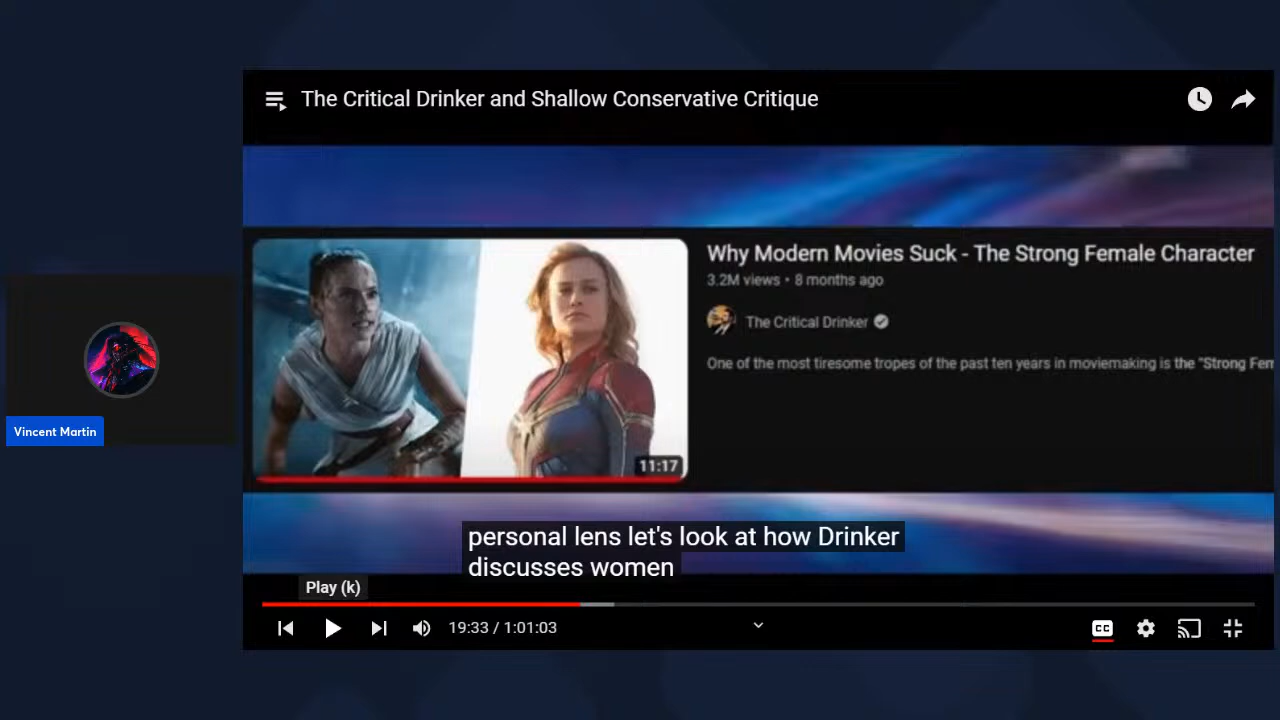 The Critical Drinker and Shallow Conservative Critique
Why Modern Movies Suck - The Strong Female Character
3.2M views • 8 months ago
The Critical Drinker
One of the most tiresome tropes of the past ten years in moviemaking is the "Strong Fem
11:17
Vincent Martin
personal lens let's look at how Drinker
discusses women
Play (k)
19:33 / 1:01:03
CC